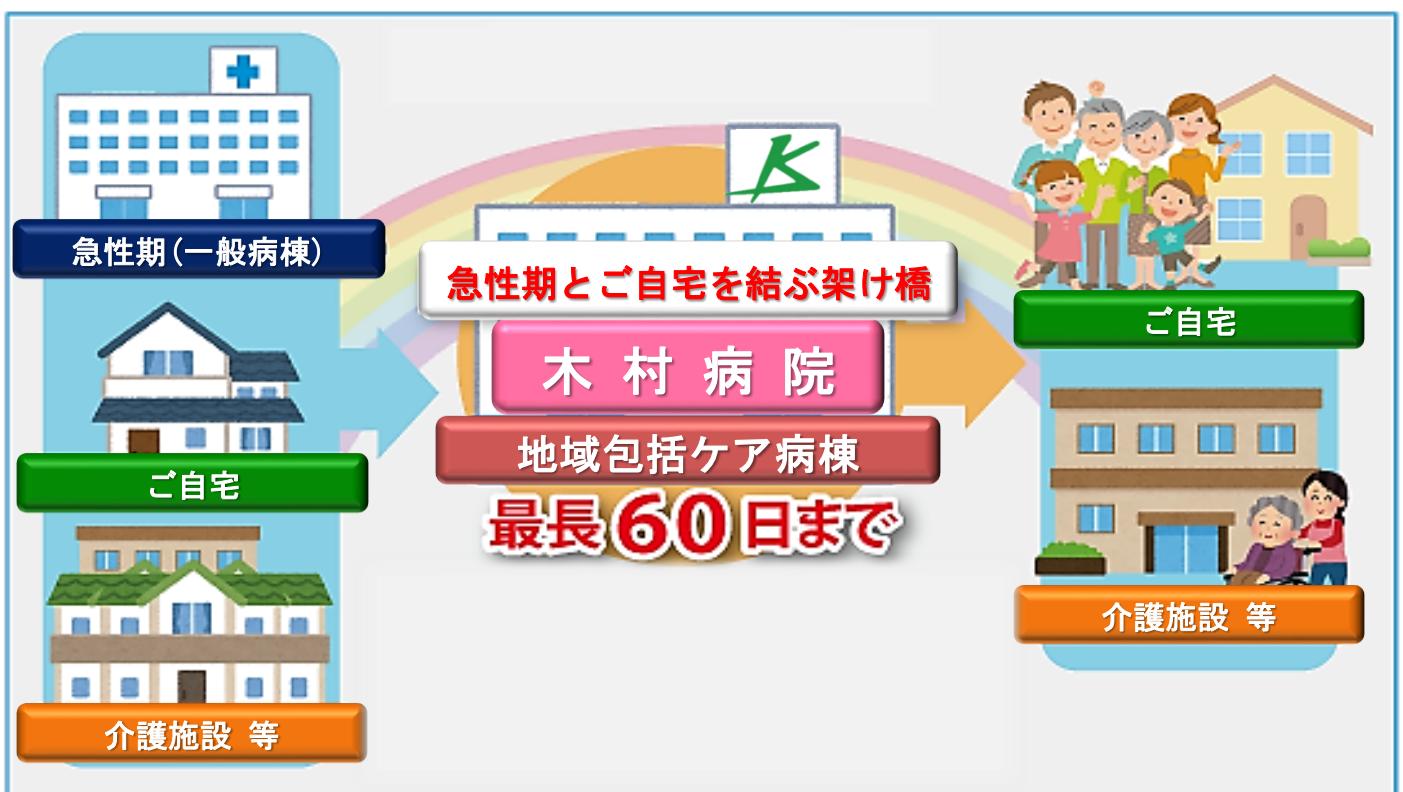 急性期(一般病棟)
ご自宅
介護施設 等
急性期とご自宅を結ぶ架け橋
木 村 病 院
地域包括ケア病棟
最長60日まで
ご自宅
介護施設 等